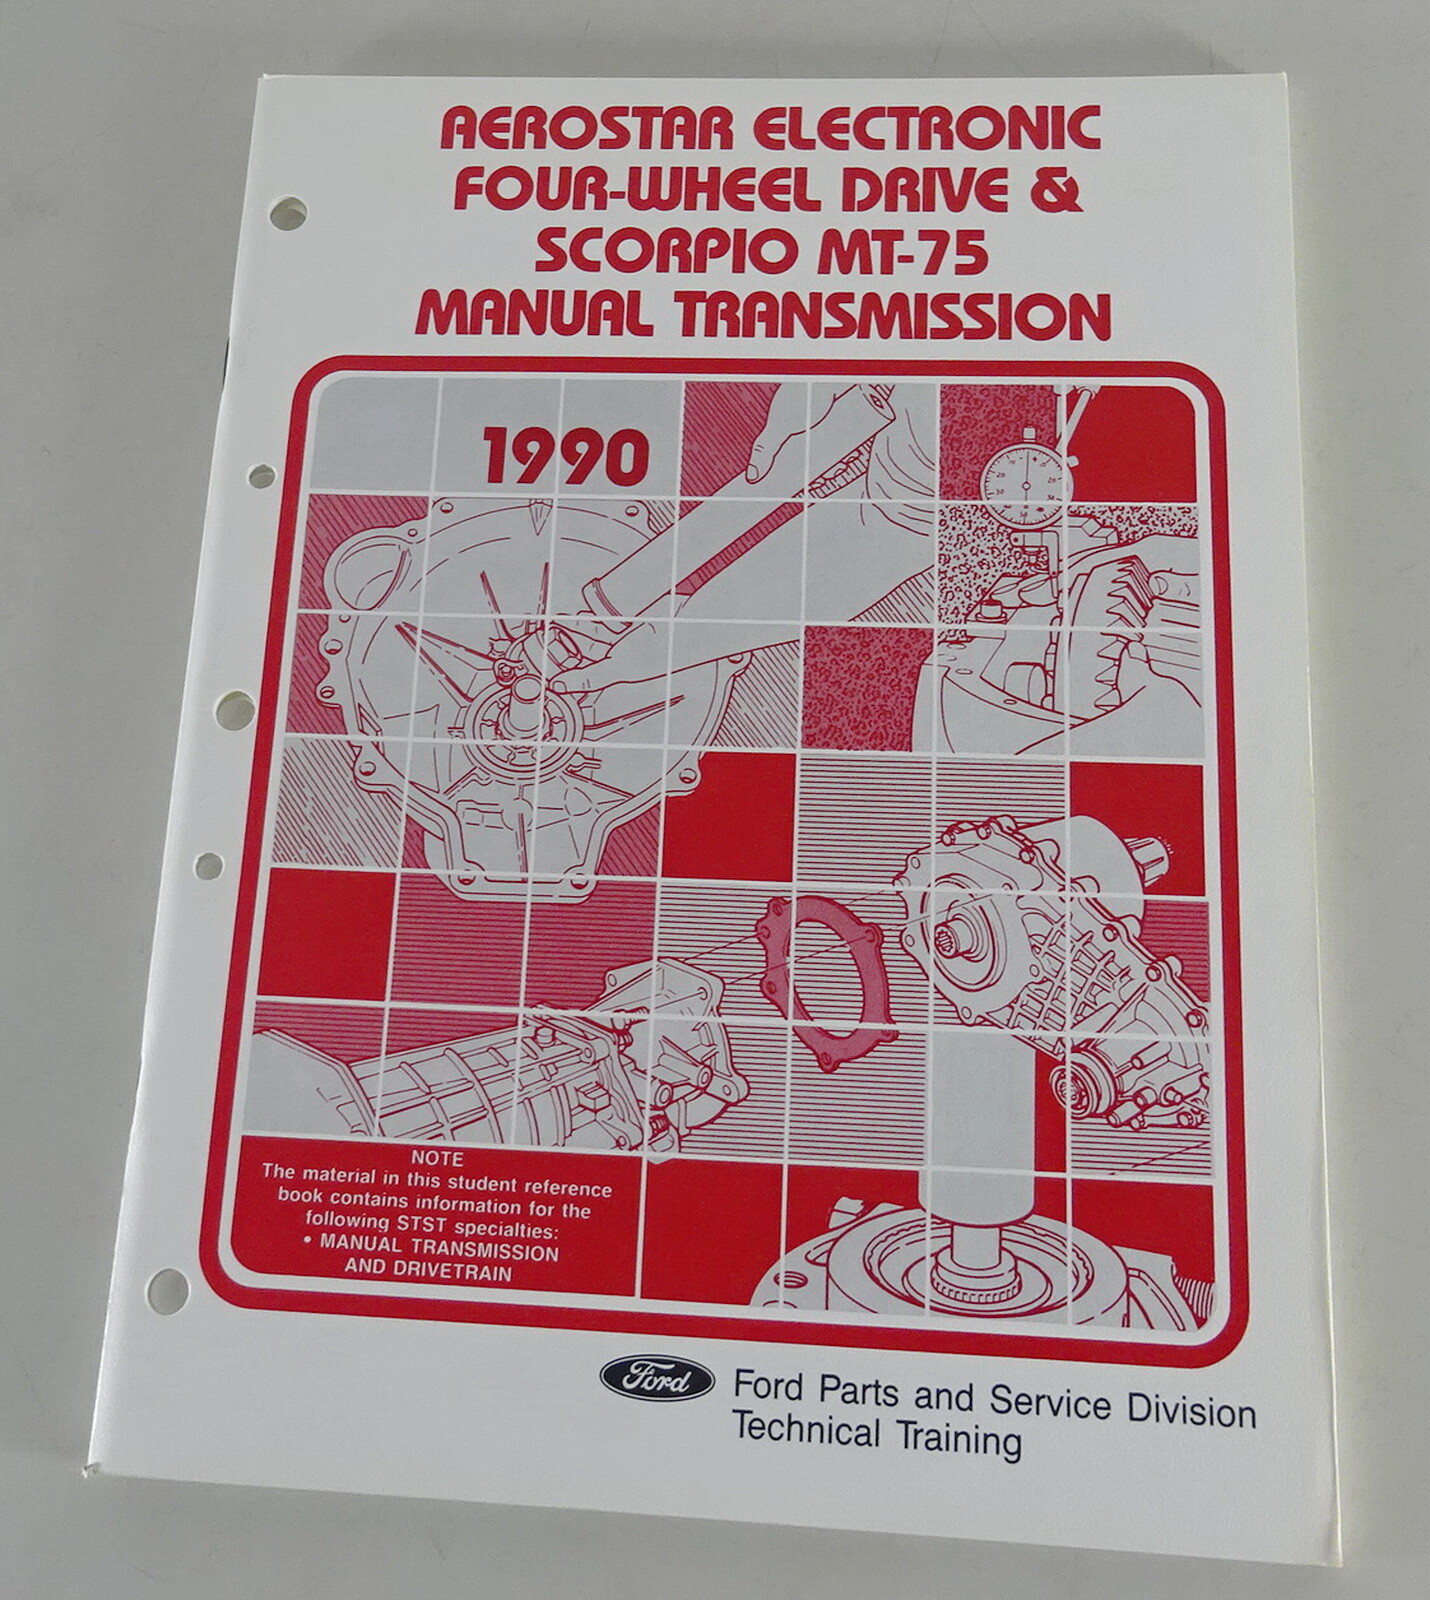 AEROSTAR ELECTRONIC
FOUR-WHEEL DRIVE &
SCORPIO MT-75
MANUAL TRANSMISSION
1990
NOTE
The material in this student reference
book contains information for the
following STST specialties:
• MANUAL TRANSMISSION
AND DRIVETRAIN
Ford
Ford Parts and Service Division
Technical Training